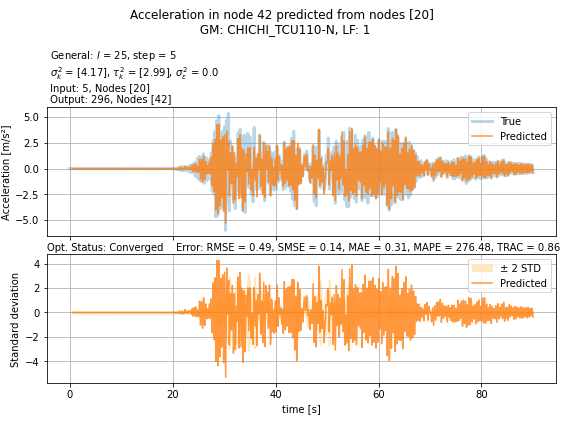 Acceleration in node 42 predicted from nodes [20]
GM: CHICHI_TCU110-N, LF: 1
General: l = 25, step = 5
σ²ₖ = [4.17], τ²ₖ = [2.99], σ²ε = 0.0
Input: 5, Nodes [20]
Output: 296, Nodes [42]
Acceleration [m/s²]
5.0
2.5
0.0
−2.5
−5.0
True
Predicted
Opt. Status: Converged Error: RMSE = 0.49, SMSE = 0.14, MAE = 0.31, MAPE = 276.48, TRAC = 0.86
Standard deviation
4
2
0
−2
−4
± 2 STD
Predicted
0 20 40 60 80
time [s]